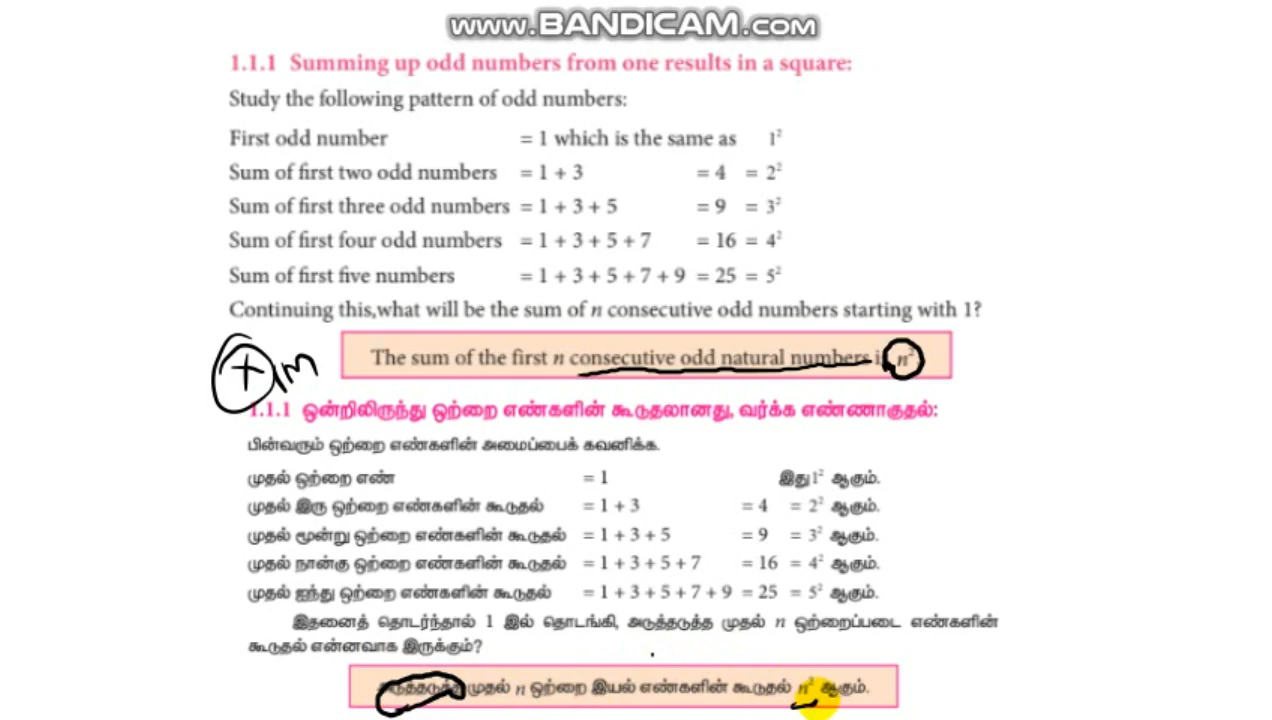 www.BANDICAM.com
1.1.1 Summing up odd numbers from one results in a square:
Study the following pattern of odd numbers:
First odd number = 1 which is the same as 1²
Sum of first two odd numbers = 1 + 3 = 4 = 2²
Sum of first three odd numbers = 1 + 3 + 5 = 9 = 3²
Sum of first four odd numbers = 1 + 3 + 5 + 7 = 16 = 4²
Sum of first five numbers = 1 + 3 + 5 + 7 + 9 = 25 = 5²
Continuing this,what will be the sum of n consecutive odd numbers starting with 1?
The sum of the first n consecutive odd natural numbers is n²
1.1.1 ஒன்றிலிருந்து ஒற்றை எண்களின் கூடுதலானது, வர்க்க எண்ணாகுதல்:
பின்வரும் ஒற்றை எண்களின் அமைப்பைக் கவனிக்க.
முதல் ஒற்றை எண் = 1 இது 1² ஆகும்.
முதல் இரு ஒற்றை எண்களின் கூடுதல் = 1 + 3 = 4 = 2² ஆகும்.
முதல் மூன்று ஒற்றை எண்களின் கூடுதல் = 1 + 3 + 5 = 9 = 3² ஆகும்.
முதல் நான்கு ஒற்றை எண்களின் கூடுதல் = 1 + 3 + 5 + 7 = 16 = 4² ஆகும்.
முதல் ஐந்து ஒற்றை எண்களின் கூடுதல் = 1 + 3 + 5 + 7 + 9 = 25 = 5² ஆகும்.
இதனைத் தொடர்ந்தால் 1 இல் தொடங்கி, அடுத்தடுத்த முதல் n ஒற்றைப்படை எண்களின்
கூடுதல் என்னவாக இருக்கும்?
அடுத்தடுத்த முதல் n ஒற்றை இயல் எண்களின் கூடுதல் n² ஆகும்.